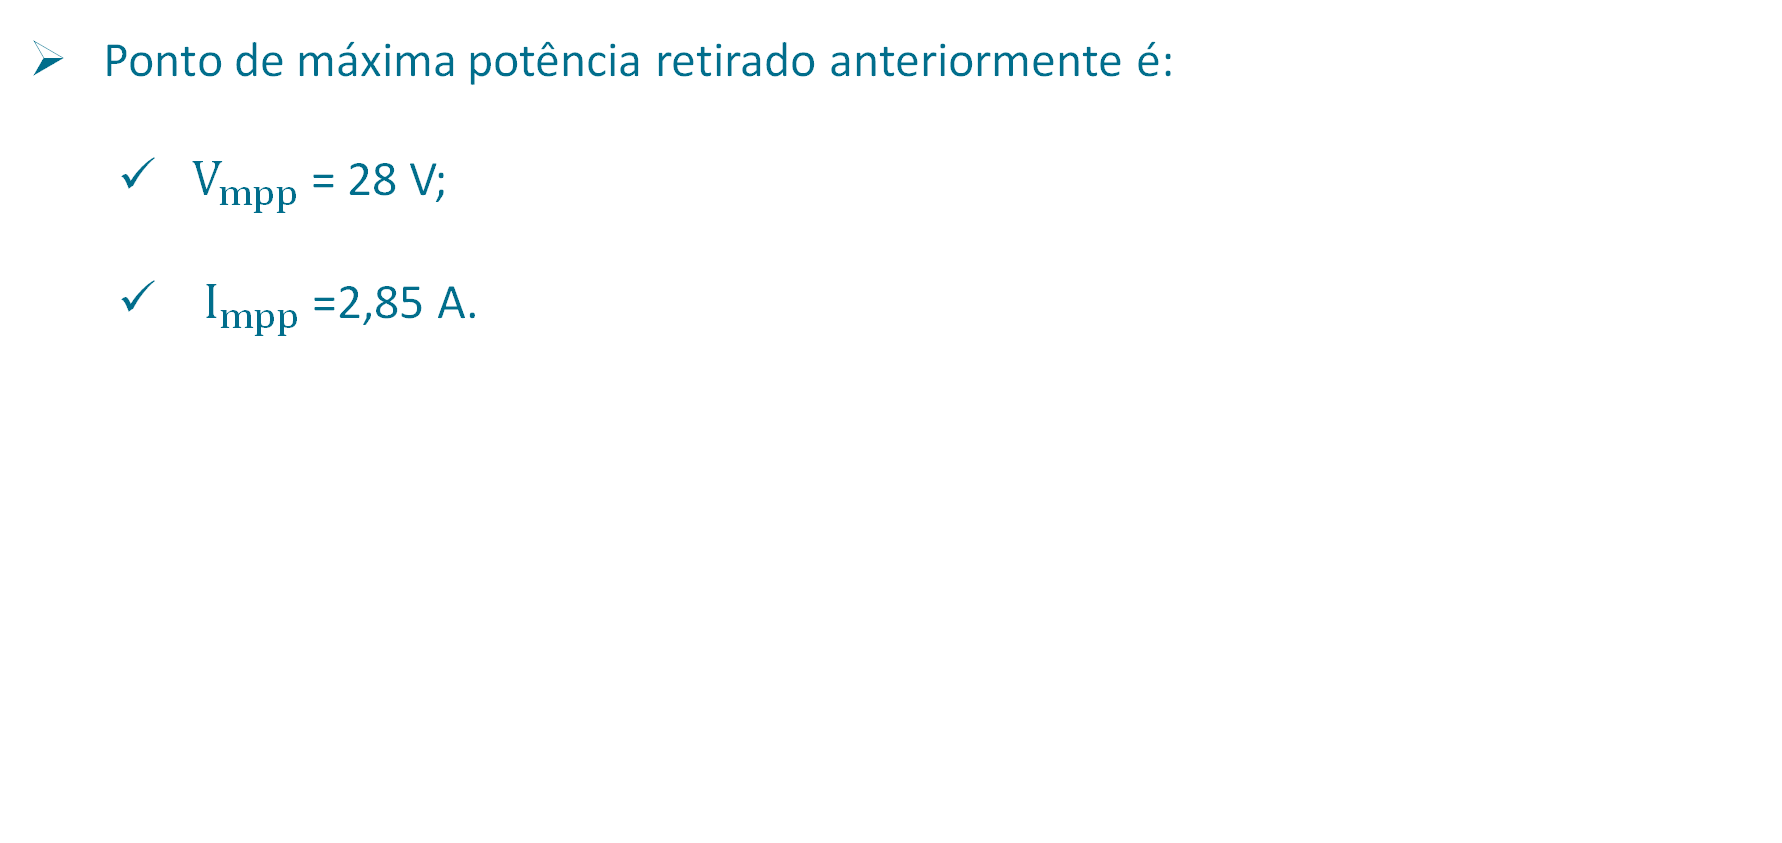 ➢ Ponto de máxima potência retirado anteriormente é:
✓ Vmpp = 28 V;
✓ Impp =2,85 A.